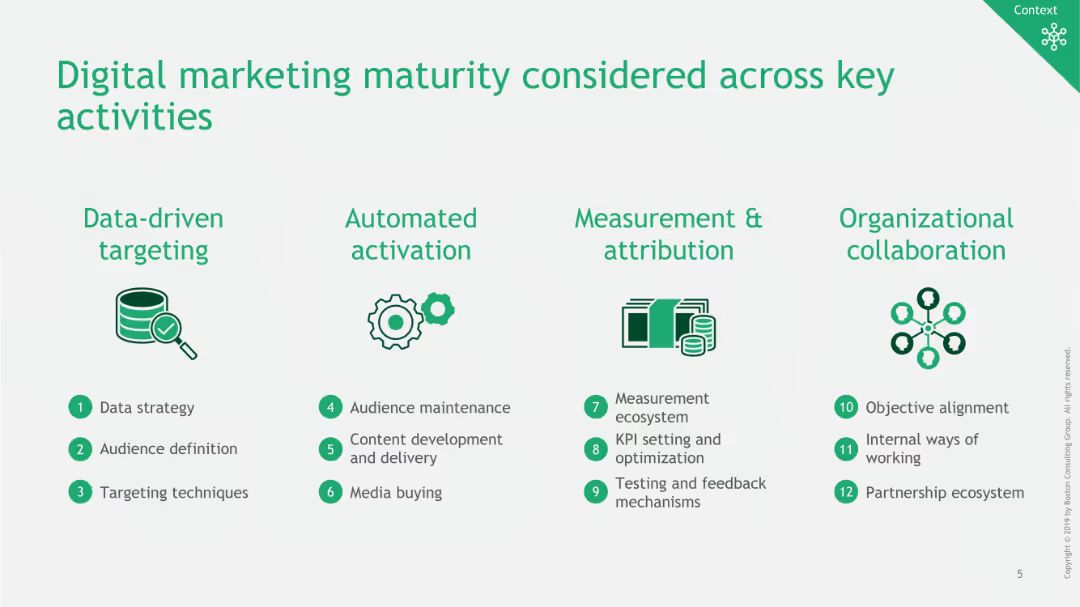 Context
Digital marketing maturity considered across key
activities
Data-driven
targeting
1 Data strategy
2 Audience definition
3 Targeting techniques
Automated
activation
4 Audience maintenance
5 Content development
and delivery
6 Media buying
Measurement &
attribution
7 Measurement
ecosystem
8 KPI setting and
optimization
9 Testing and feedback
mechanisms
Organizational
collaboration
10 Objective alignment
11 Internal ways of
working
12 Partnership ecosystem
5
Copyright © 2019 by Boston Consulting Group. All rights reserved.